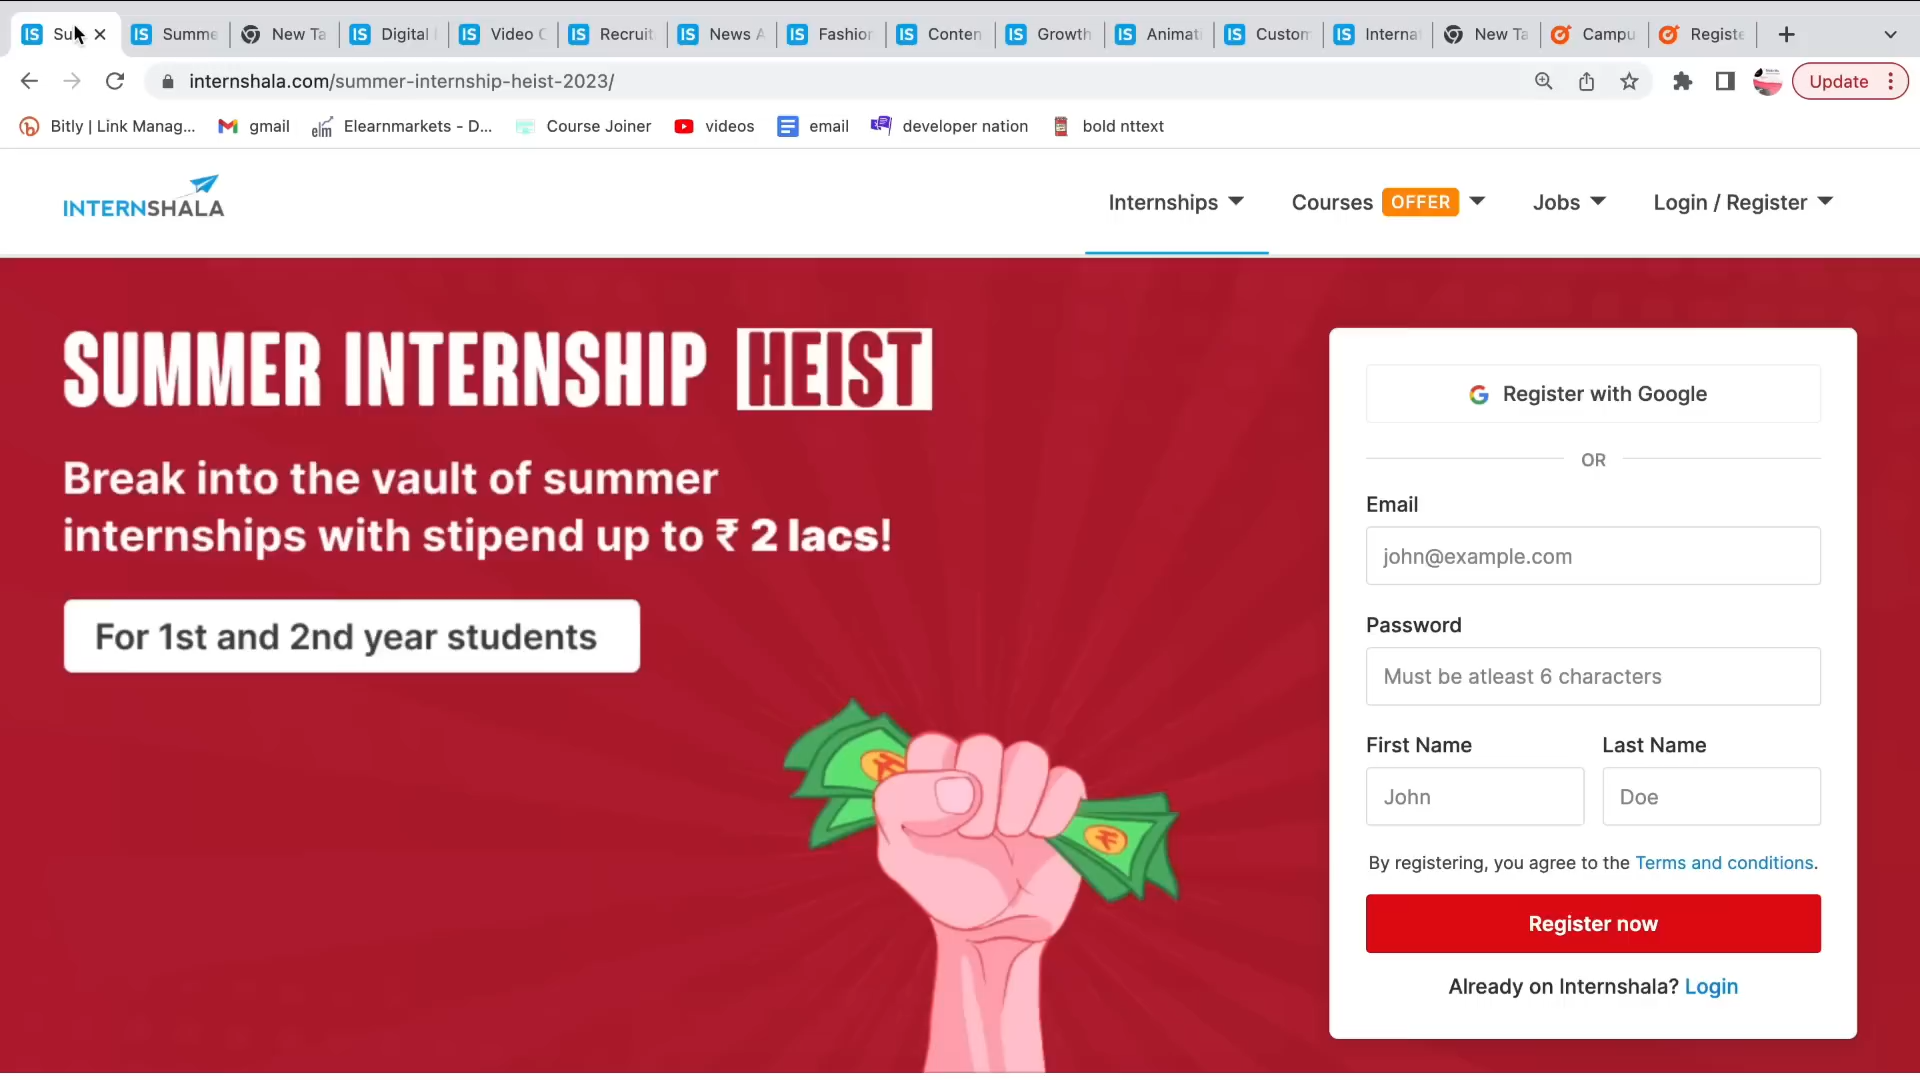 Su
Summe
New Ta
Digital
Video C
Recruit
News A
Fashion
Conten
Growth
Animat
Custom
Interna
New Ta
Campu
Registe
internshala.com/summer-internship-heist-2023/
Update
Bitly | Link Manag...
gmail
Elearnmarkets - D...
Course Joiner
videos
email
developer nation
bold nttext
INTERNSHALA
Internships
Courses OFFER
Jobs
Login / Register
SUMMER INTERNSHIP HEIST
Break into the vault of summer
internships with stipend up to ₹ 2 lacs!
For 1st and 2nd year students
Register with Google
OR
Email
john@example.com
Password
Must be atleast 6 characters
First Name Last Name
John Doe
By registering, you agree to the Terms and conditions.
Register now
Already on Internshala? Login